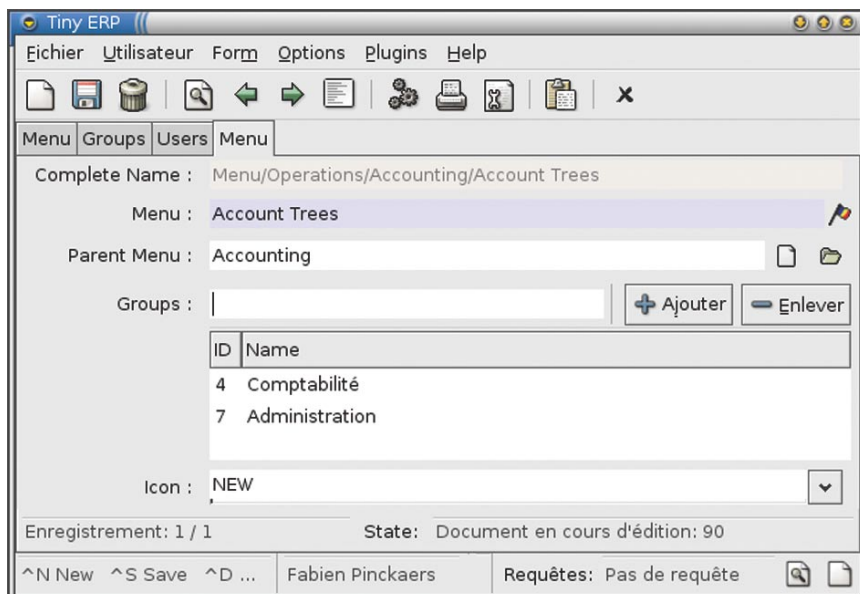 Tiny ERP
Fichier Utilisateur Form Options Plugins Help
Menu Groups Users Menu
Complete Name : Menu/Operations/Accounting/Account Trees
Menu : Account Trees
Parent Menu : Accounting
Groups : Ajouter Enlever
ID Name
4 Comptabilité
7 Administration
Icon : NEW
Enregistrement: 1 / 1 State: Document en cours d'édition: 90
^N New ^S Save ^D ... Fabien Pinckaers Requêtes: Pas de requête